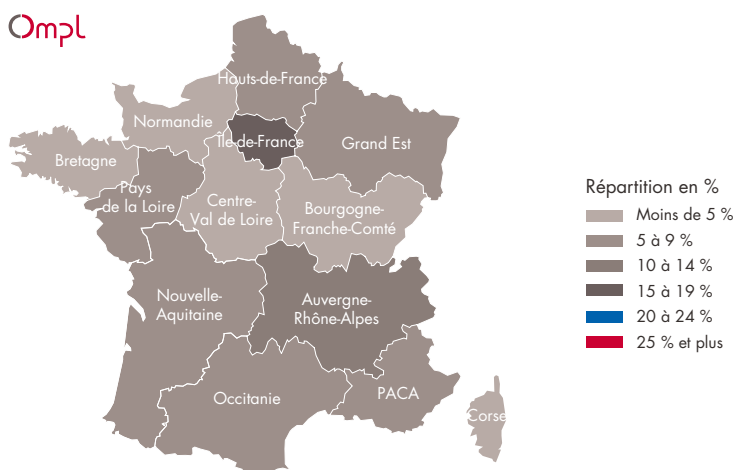 Ompl
Hauts-de-France
Normandie
Île-de-France
Grand Est
Bretagne
Pays
de la Loire
Centre-
Val de Loire
Bourgogne-
Franche-Comté
Nouvelle-
Aquitaine
Auvergne-
Rhône-Alpes
Occitanie
PACA
Corse
Répartition en %
Moins de 5 %
5 à 9 %
10 à 14 %
15 à 19 %
20 à 24 %
25 % et plus